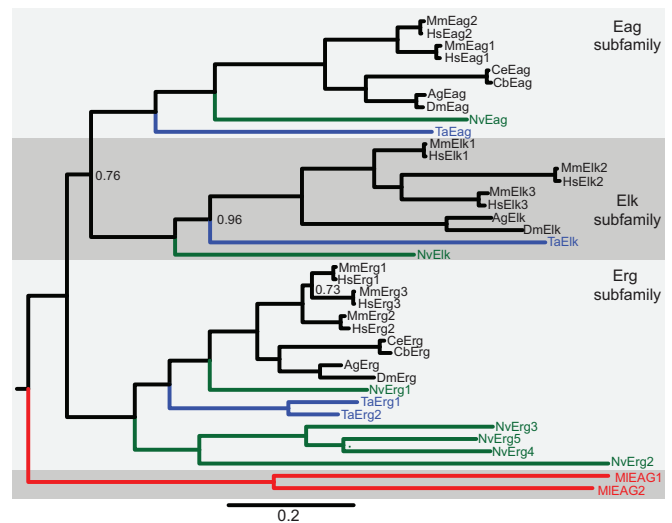 MmEag2
HsEag2
MmEag1
HsEag1
CeEag
CbEag
AgEag
DmEag
NvEag
TaEag
Eag
subfamily
0.76
MmElk1
HsElk1
MmElk2
HsElk2
MmElk3
HsElk3
AgElk
DmElk
TaElk
NvElk
0.96
Elk
subfamily
MmErg1
HsErg1
0.73
MmErg3
HsErg3
MmErg2
HsErg2
CeErg
CbErg
AgErg
DmErg
NvErg1
TaErg1
TaErg2
NvErg3
NvErg5
NvErg4
NvErg2
Erg
subfamily
MlEAG1
MlEAG2
0.2